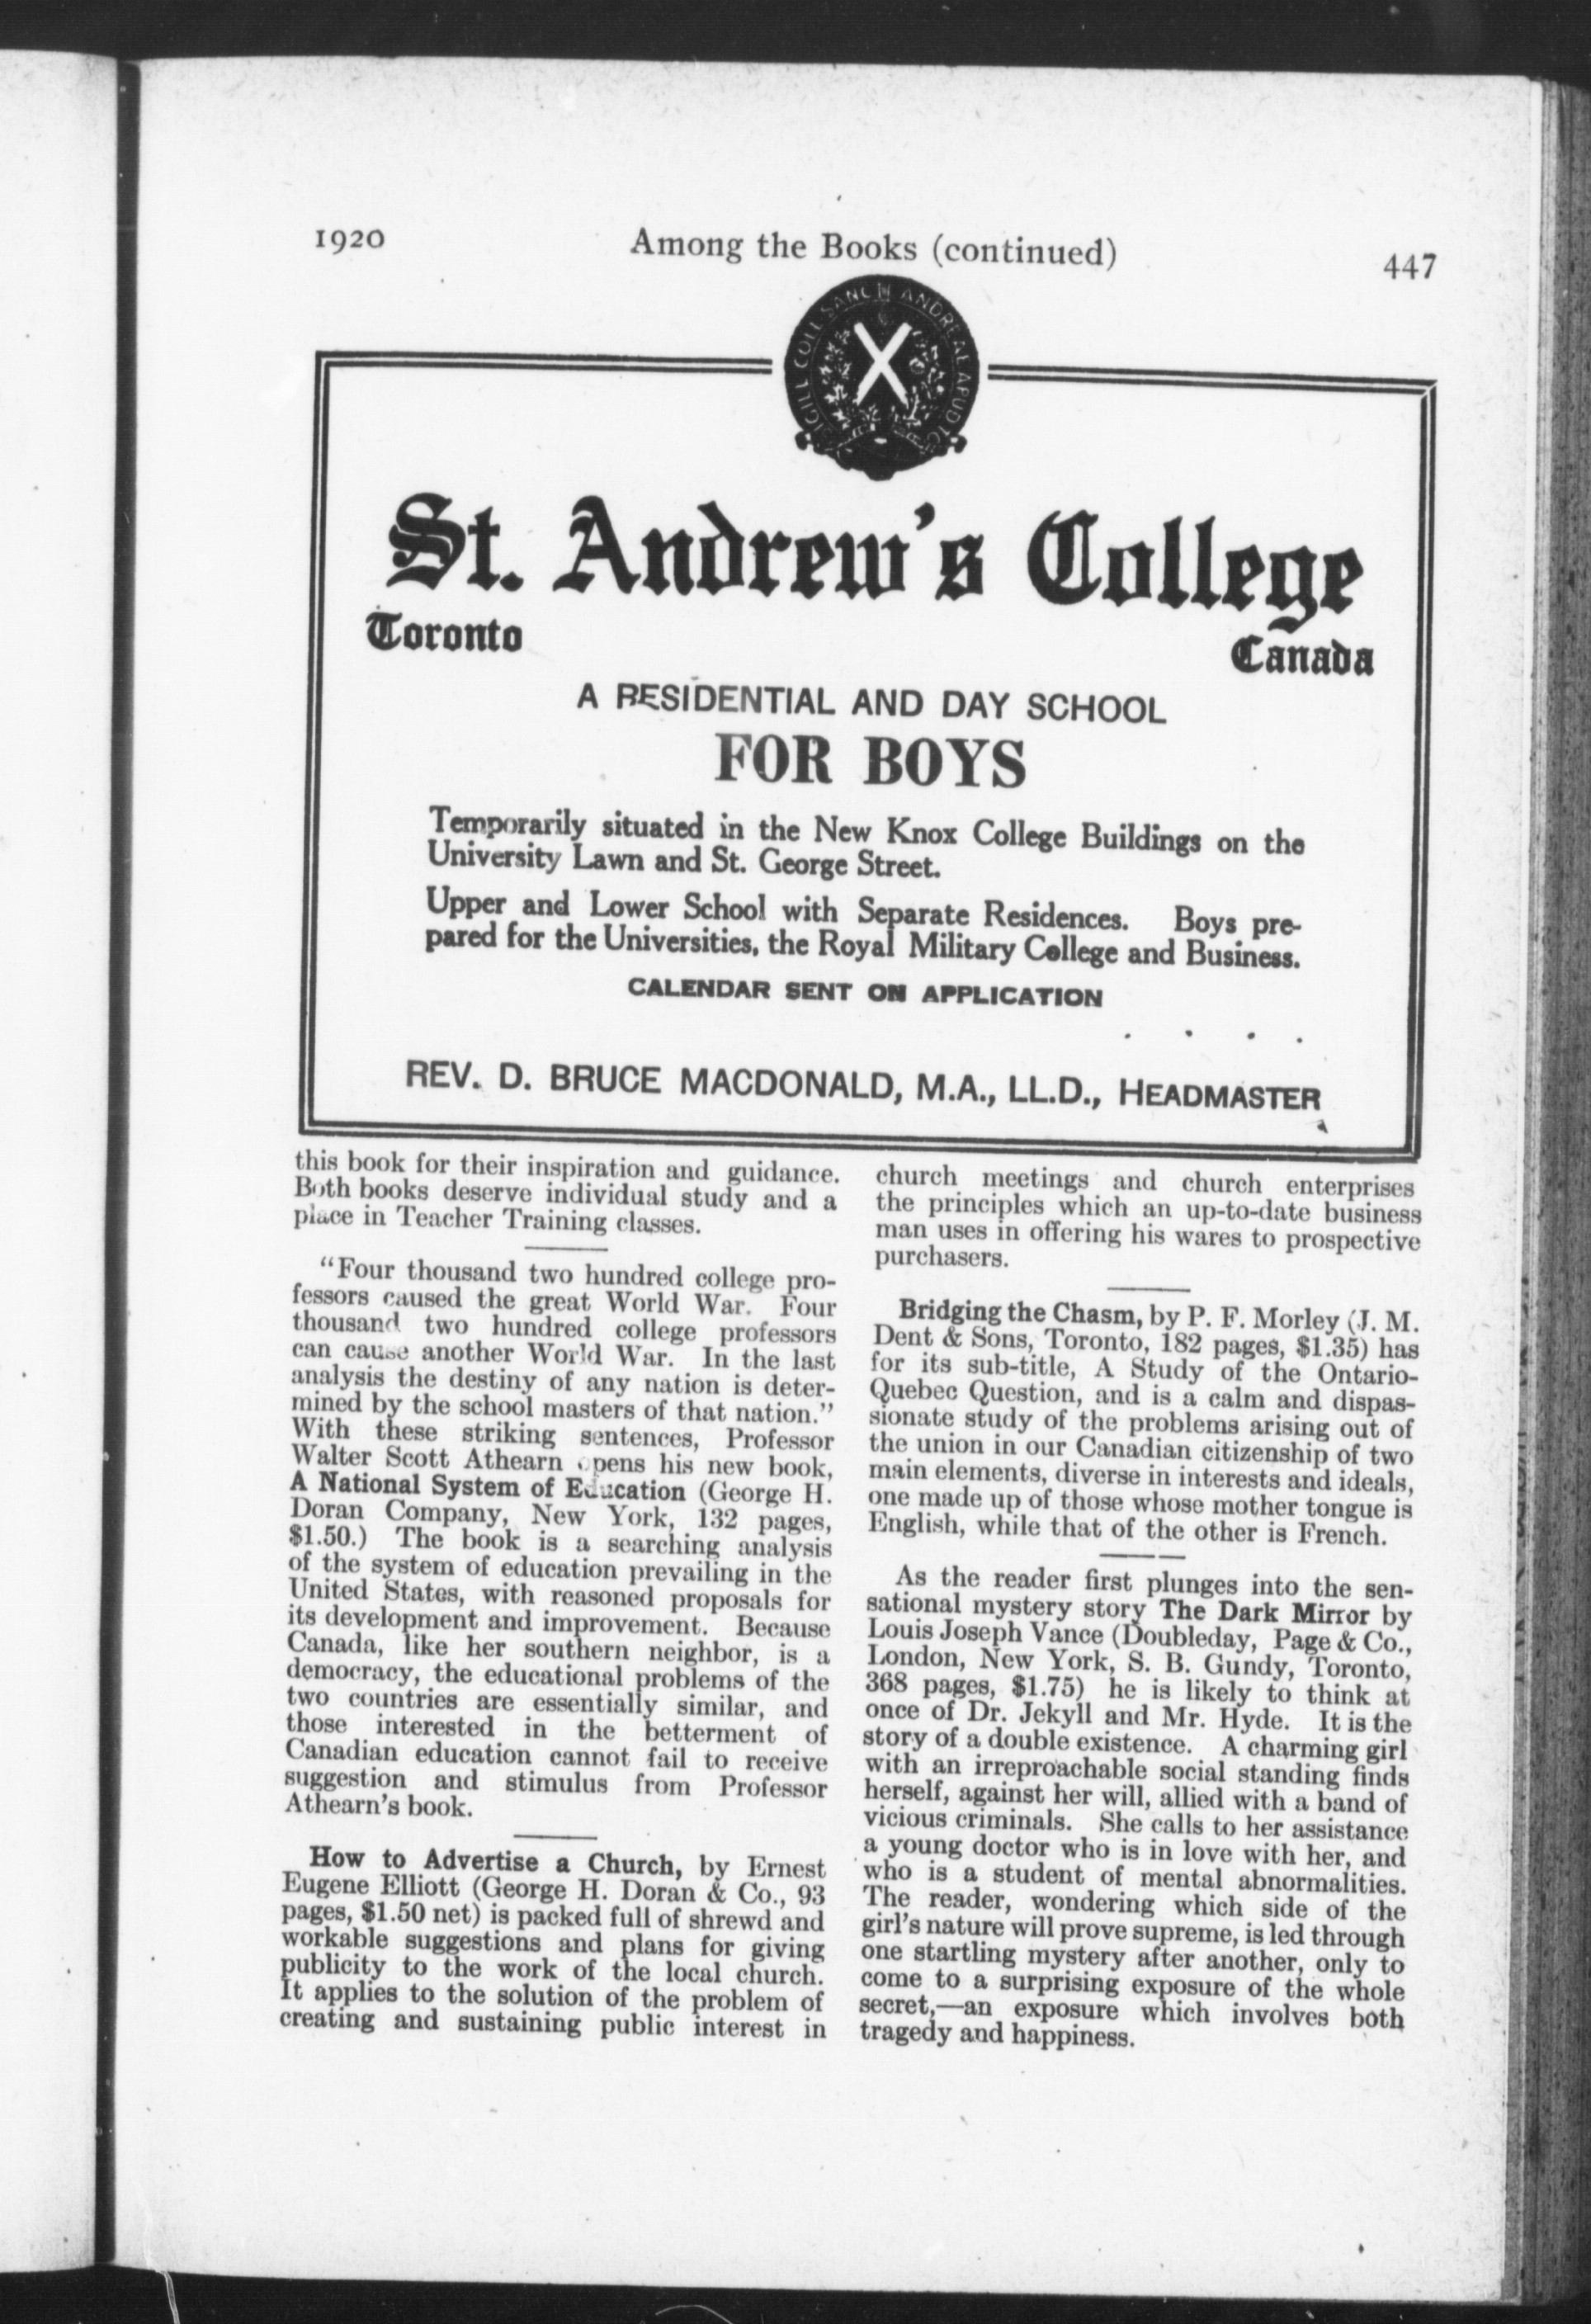 1920
Among the Books (continued)
447
COLL SANCTI ANDREAE APUD
St. Andrew's College
Toronto
Canada
A RESIDENTIAL AND DAY SCHOOL
FOR BOYS
Temporarily situated in the New Knox College Buildings on the
University Lawn and St. George Street.
Upper and Lower School with Separate Residences. Boys pre-
pared for the Universities, the Royal Military College and Business.
CALENDAR SENT ON APPLICATION
REV. D. BRUCE MACDONALD, M.A., LL.D., HEADMASTER
this book for their inspiration and guidance.
Both books deserve individual study and a
place in Teacher Training classes.
"Four thousand two hundred college pro-
fessors caused the great World War. Four
thousand two hundred college professors
can cause another World War. In the last
analysis the destiny of any nation is deter-
mined by the school masters of that nation."
With these striking sentences, Professor
Walter Scott Athearn opens his new book,
A National System of Education (George H.
Doran Company, New York, 132 pages,
$1.50.) The book is a searching analysis
of the system of education prevailing in the
United States, with reasoned proposals for
its development and improvement. Because
Canada, like her southern neighbor, is a
democracy, the educational problems of the
two countries are essentially similar, and
those interested in the betterment of
Canadian education cannot fail to receive
suggestion and stimulus from Professor
Athearn's book.
How to Advertise a Church, by Ernest
Eugene Elliott (George H. Doran & Co., 93
pages, $1.50 net) is packed full of shrewd and
workable suggestions and plans for giving
publicity to the work of the local church.
It applies to the solution of the problem of
creating and sustaining public interest in
church meetings and church enterprises
the principles which an up-to-date business
man uses in offering his wares to prospective
purchasers.
Bridging the Chasm, by P. F. Morley (J. M.
Dent & Sons, Toronto, 182 pages, $1.35) has
for its sub-title, A Study of the Ontario-
Quebec Question, and is a calm and dispas-
sionate study of the problems arising out of
the union in our Canadian citizenship of two
main elements, diverse in interests and ideals,
one made up of those whose mother tongue is
English, while that of the other is French.
As the reader first plunges into the sen-
sational mystery story The Dark Mirror by
Louis Joseph Vance (Doubleday, Page & Co.,
London, New York, S. B. Gundy, Toronto,
368 pages, $1.75) he is likely to think at
once of Dr. Jekyll and Mr. Hyde. It is the
story of a double existence. A charming girl
with an irreproachable social standing finds
herself, against her will, allied with a band of
vicious criminals. She calls to her assistance
a young doctor who is in love with her, and
who is a student of mental abnormalities.
The reader, wondering which side of the
girl's nature will prove supreme, is led through
one startling mystery after another, only to
come to a surprising exposure of the whole
secret,—an exposure which involves both
tragedy and happiness.